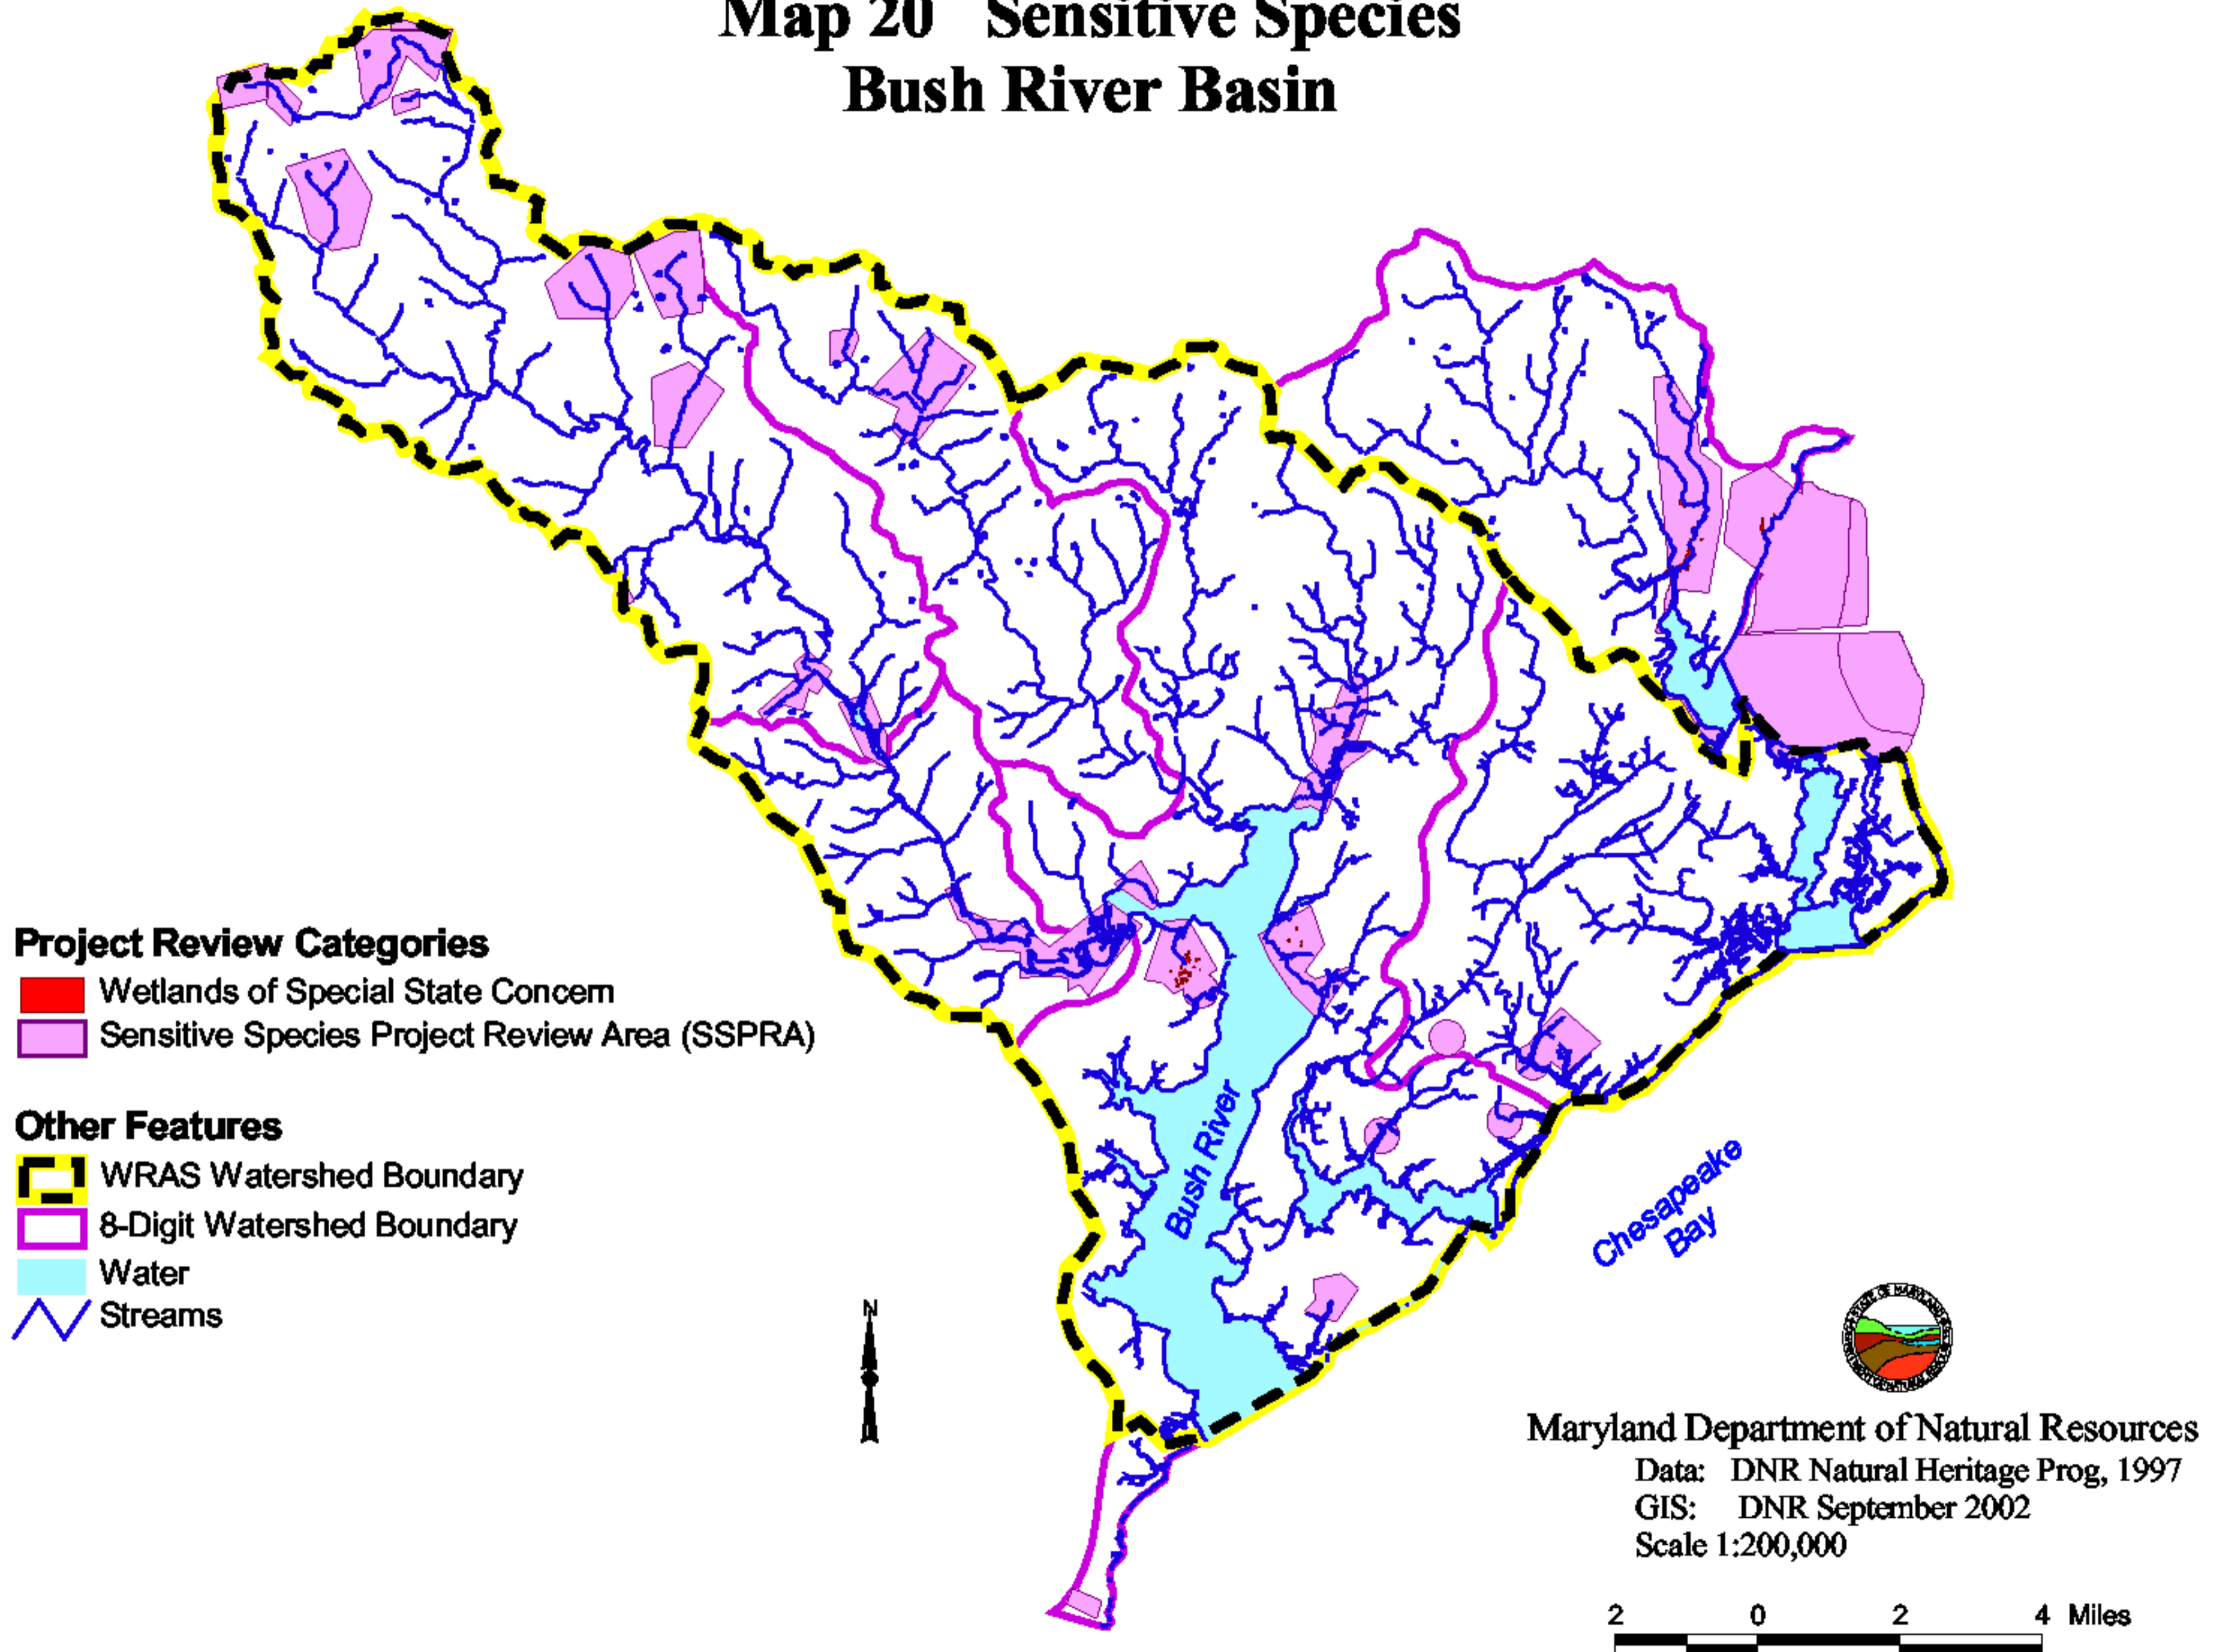 Map 20 Sensitive Species
Bush River Basin
Project Review Categories
Wetlands of Special State Concern
Sensitive Species Project Review Area (SSPRA)
Other Features
WRAS Watershed Boundary
8-Digit Watershed Boundary
Water
Streams
N
Bush River
Chesapeake
Bay
Maryland Department of Natural Resources
Data: DNR Natural Heritage Prog, 1997
GIS: DNR September 2002
Scale 1:200,000
2 0 2 4 Miles